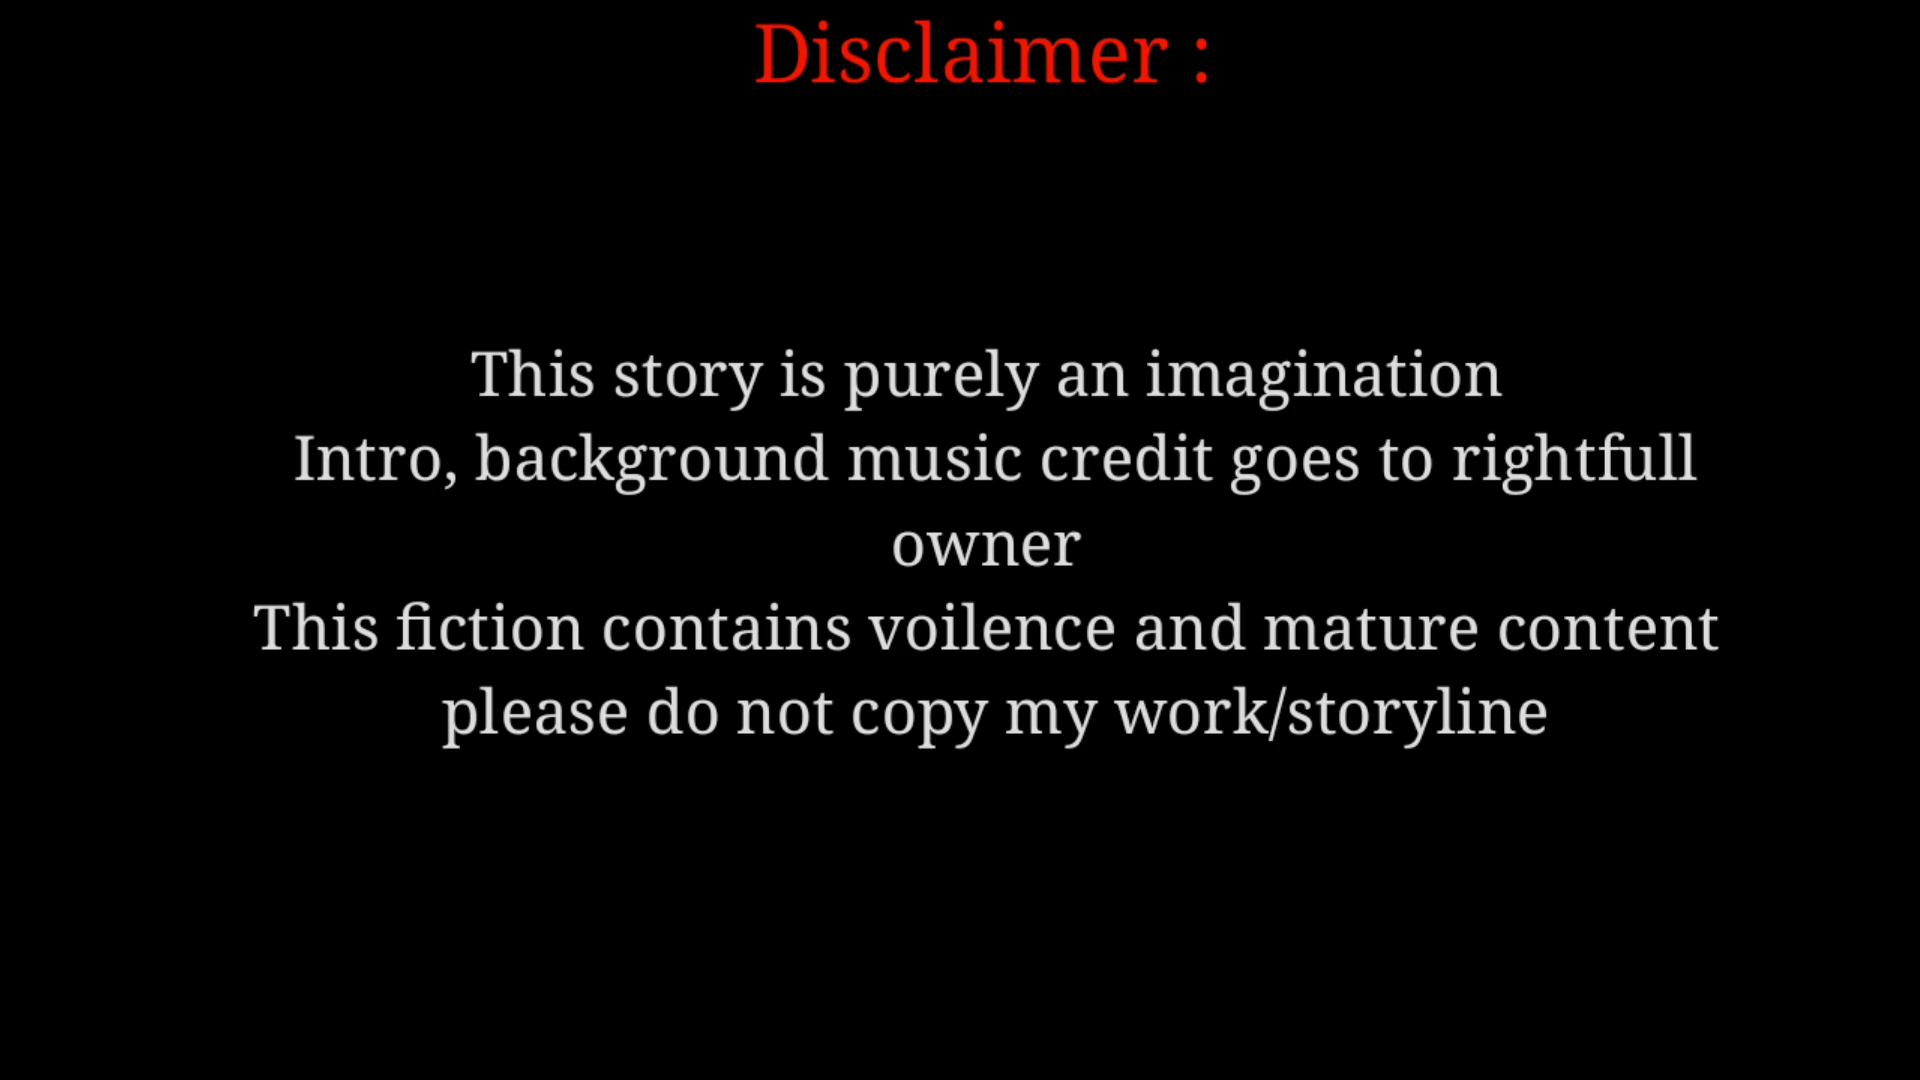 Disclaimer :
This story is purely an imagination
Intro, background music credit goes to rightfull
owner
This fiction contains voilence and mature content
please do not copy my work/storyline